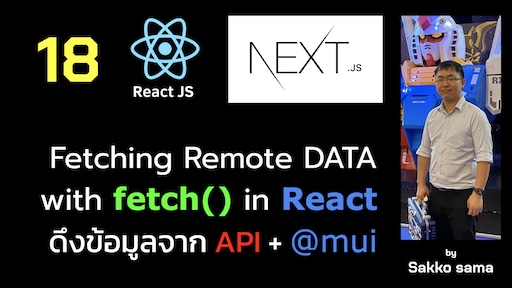 18
React JS
NEXT.JS
RX
Fetching Remote DATA
with fetch() in React
ดึงข้อมูลจาก API + @mui
by
Sakko sama